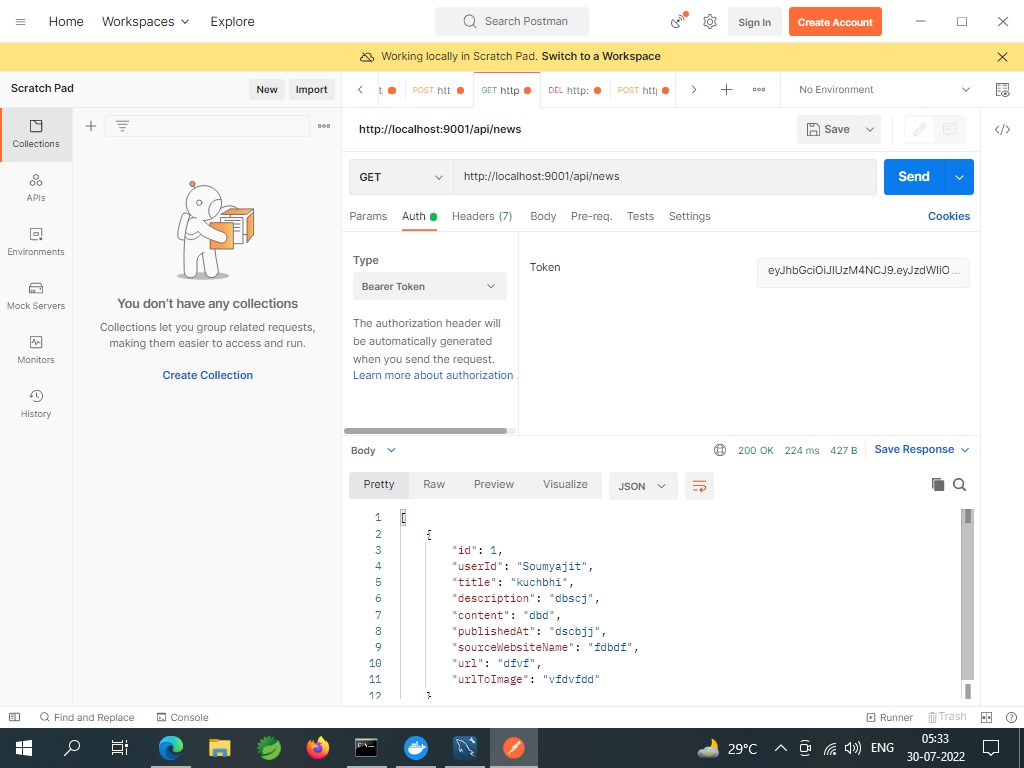 Home Workspaces Explore Search Postman Sign In Create Account
Working locally in Scratch Pad. Switch to a Workspace
Scratch Pad New Import
t POST htt GET http DEL http: POST http No Environment
Collections
APIs
Environments
Mock Servers
Monitors
History
You don't have any collections
Collections let you group related requests,
making them easier to access and run.
Create Collection
http://localhost:9001/api/news Save
GET http://localhost:9001/api/news Send
Params Auth Headers (7) Body Pre-req. Tests Settings Cookies
Type
Bearer Token
The authorization header will
be automatically generated
when you send the request.
Learn more about authorization
Token eyJhbGciOiJIUzM4NCJ9.eyJzdWIiO...
Body 200 OK 224 ms 427 B Save Response
Pretty Raw Preview Visualize JSON
1 [
2 {
3 "id": 1,
4 "userId": "Soumyajit",
5 "title": "kuchbhi",
6 "description": "dbscj",
7 "content": "dbd",
8 "publishedAt": "dscbjj",
9 "sourceWebsiteName": "fdbdf",
10 "url": "dfvf",
11 "urlToImage": "vfdvfdd"
12 }
Find and Replace Console Runner Trash
29°C ENG
05:33
30-07-2022